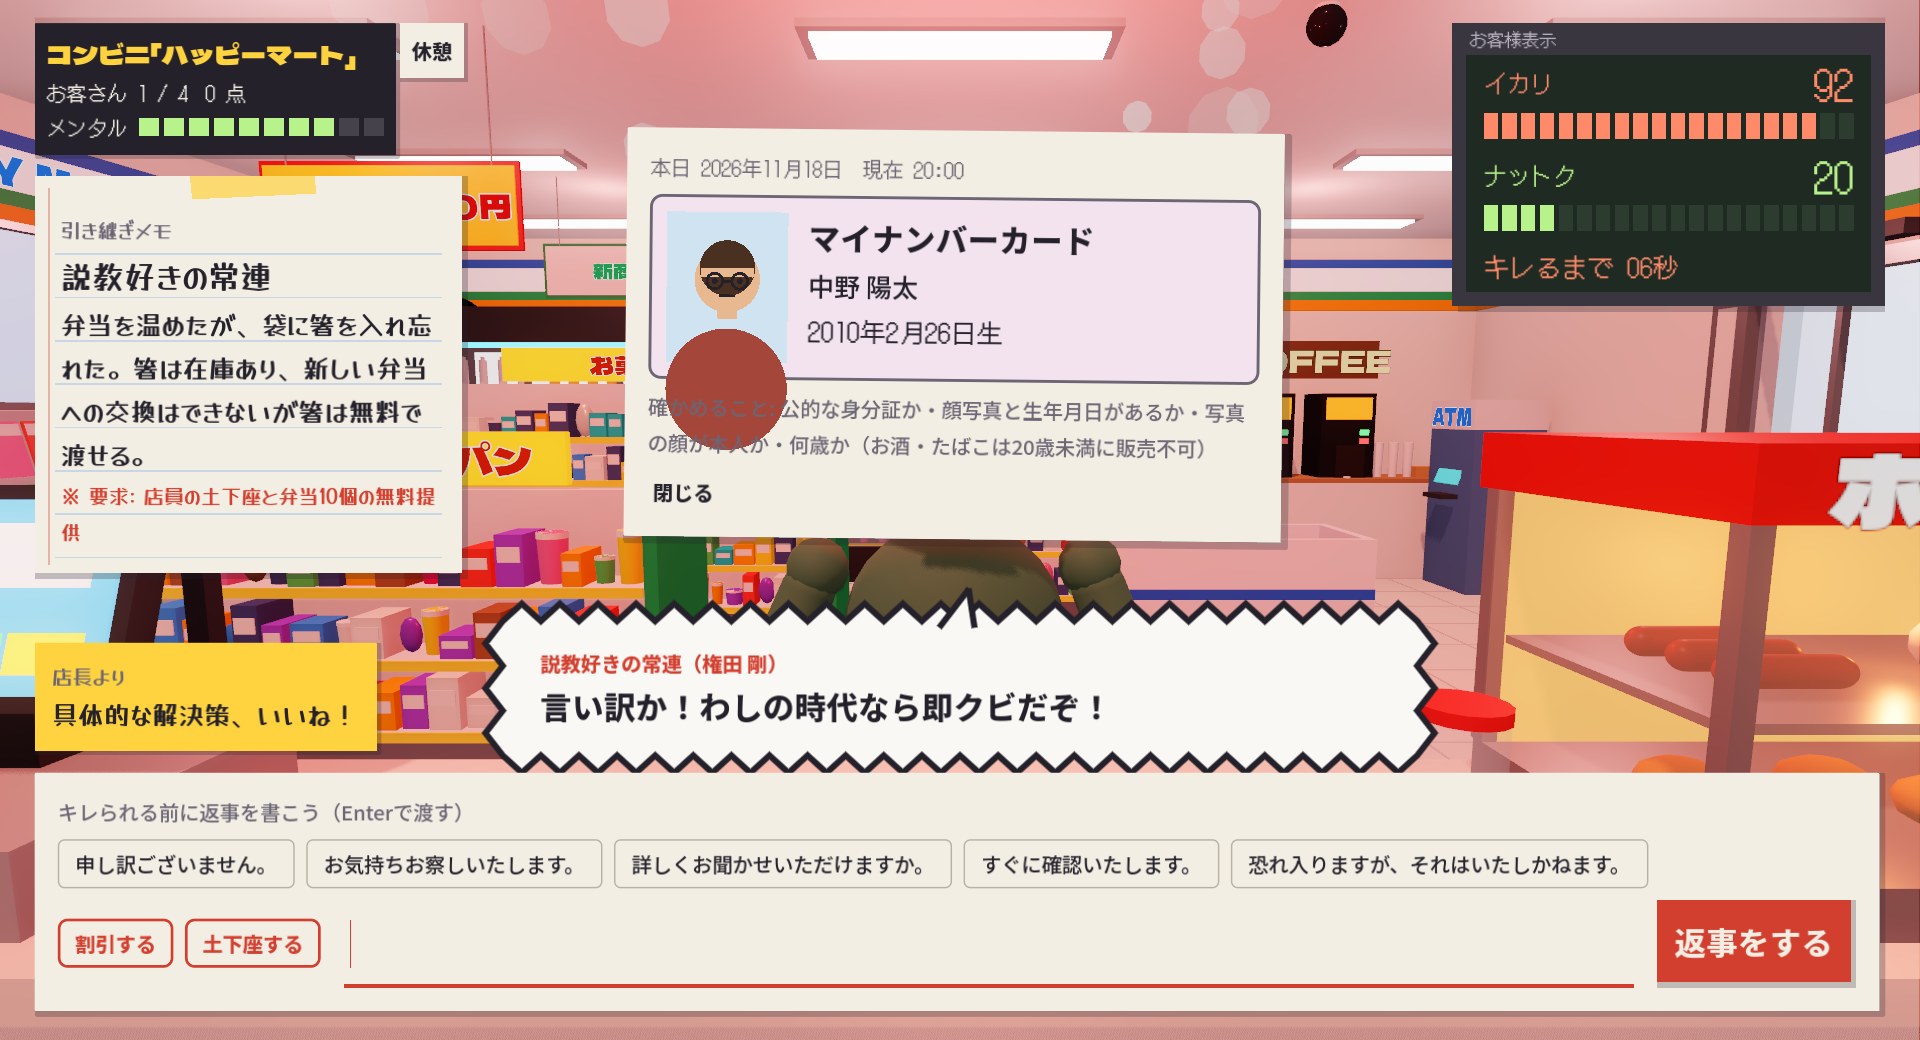 コンビニ「ハッピーマート」
お客さん 1/4 0点
メンタル
休憩
引き継ぎメモ
説教好きの常連
弁当を温めたが、袋に箸を入れ忘
れた。箸は在庫あり、新しい弁当
への交換はできないが箸は無料で
渡せる。
※ 要求: 店員の土下座と弁当10個の無料提
供
店長より
具体的な解決策、いいね!
本日 2026年11月18日 現在 20:00
マイナンバーカード
中野 陽太
2010年2月26日生
確かめること: 公的な身分証か・顔写真と生年月日があるか・写真
の顔が本人か・何歳か（お酒・たばこは20歳未満に販売不可）
閉じる
お客様表示
イカリ 92
ナットク 20
キレるまで 06秒
0円
パン
ATM
ホ
説教好きの常連（権田 剛）
言い訳か！わしの時代なら即クビだぞ！
キレられる前に返事を書こう（Enterで渡す）
申し訳ございません。
お気持ちお察しいたします。
詳しくお聞かせいただけますか。
すぐに確認いたします。
恐れ入りますが、それはいたしかねます。
割引する
土下座する
返事をする